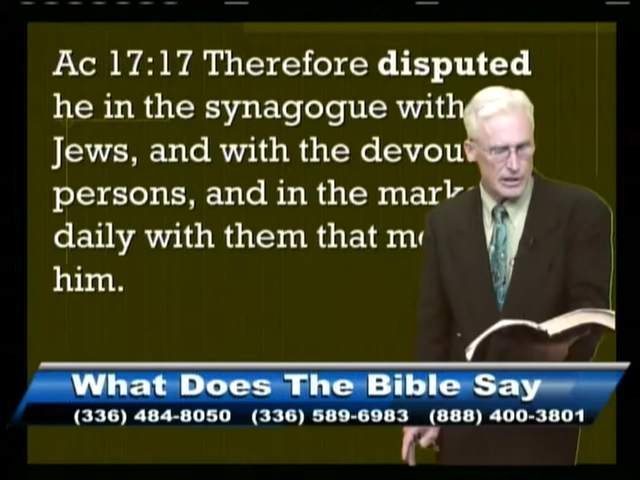 Ac 17:17 Therefore disputed
he in the synagogue with
Jews, and with the devou
persons, and in the mark
daily with them that m
him.
What Does The Bible Say
(336) 484-8050 (336) 589-6983 (888) 400-3801